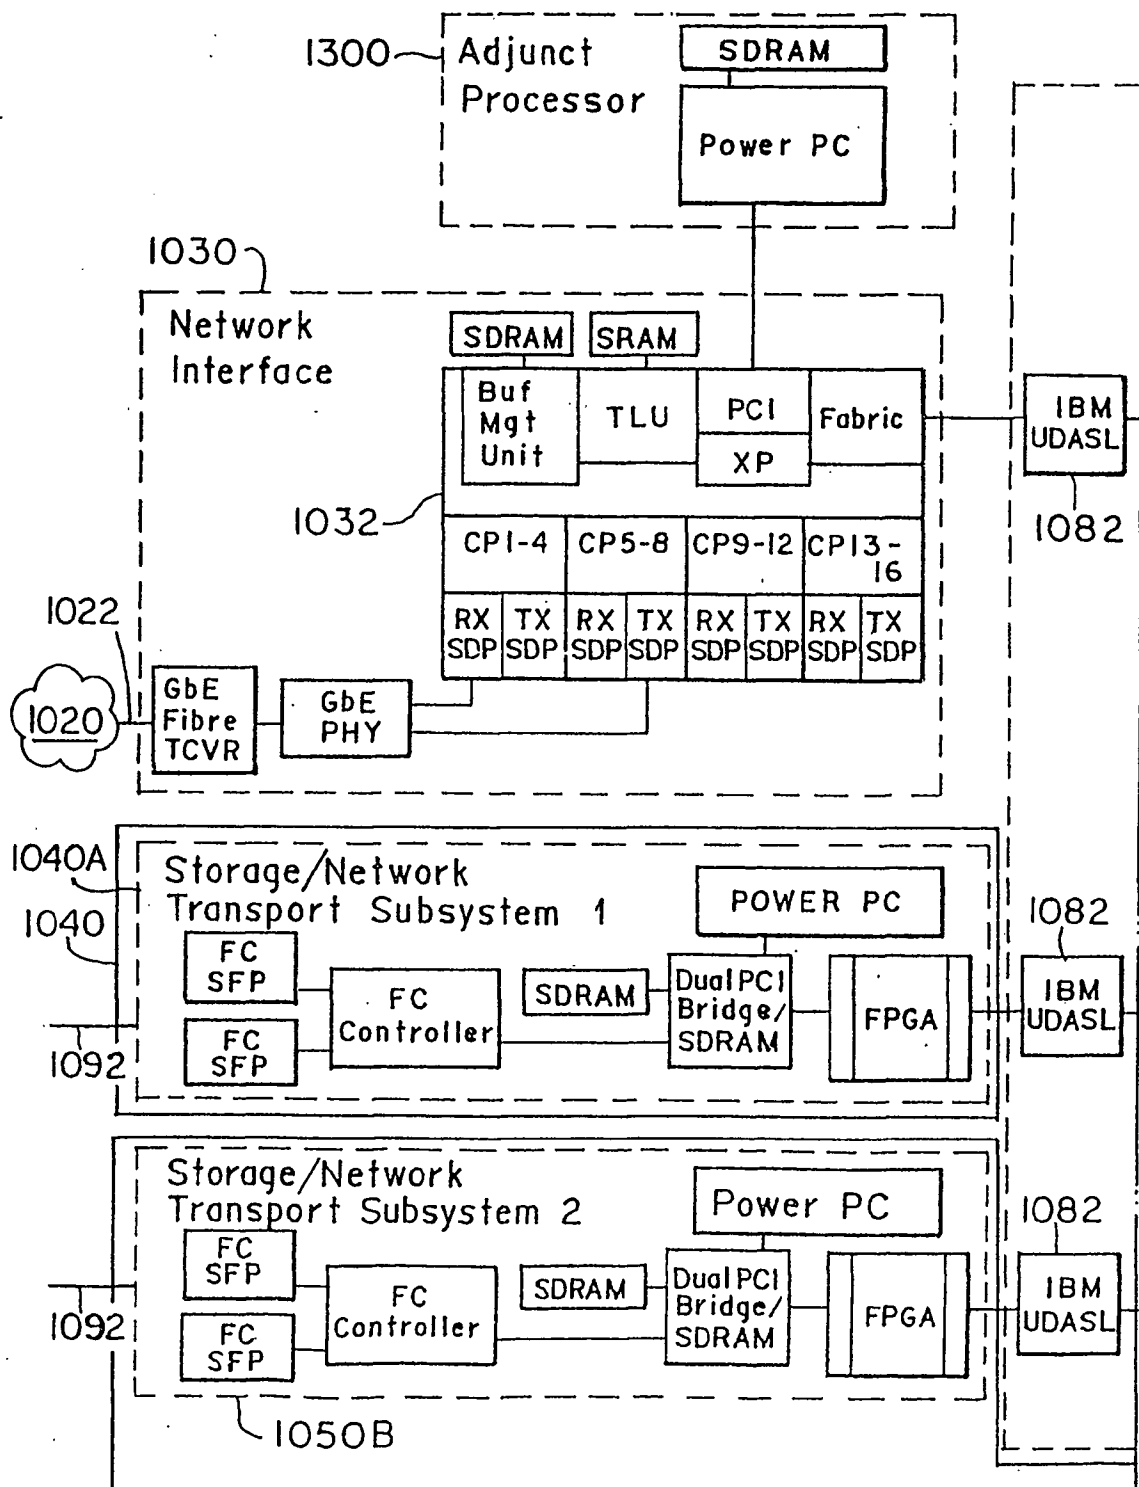 1300
Adjunct
Processor
SDRAM
Power PC
1030
Network
Interface
SDRAM
SRAM
Buf
Mgt
Unit
TLU
PCI
XP
Fabric
IBM
UDASL
1082
1032
CP1-4
CP5-8
CP9-12
CP13-
16
RX
SDP
TX
SDP
RX
SDP
TX
SDP
RX
SDP
TX
SDP
RX
SDP
TX
SDP
1022
1020
GbE
Fibre
TCVR
GbE
PHY
1040A
1040
Storage/Network
Transport Subsystem 1
POWER PC
1082
FC
SFP
FC
SFP
FC
Controller
SDRAM
Dual PCI
Bridge/
SDRAM
FPGA
IBM
UDASL
1092
Storage/Network
Transport Subsystem 2
Power PC
1082
FC
SFP
FC
SFP
FC
Controller
SDRAM
Dual PCI
Bridge/
SDRAM
FPGA
IBM
UDASL
1092
1050B